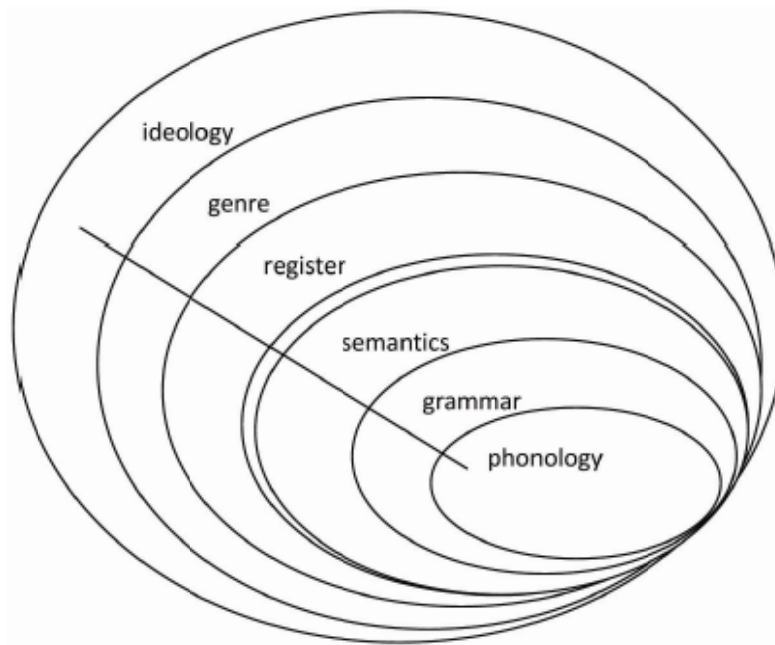 ideology
genre
register
semantics
grammar
phonology